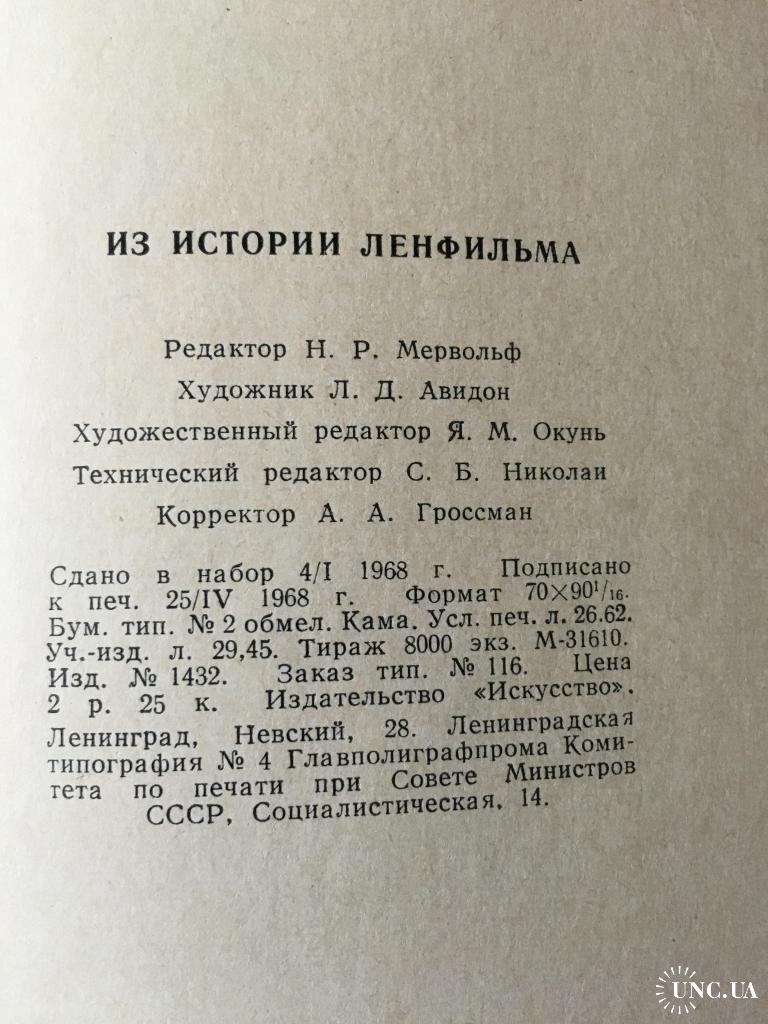 ИЗ ИСТОРИИ ЛЕНФИЛЬМА
Редактор Н. Р. Мервольф
Художник Л. Д. Авидон
Художественный редактор Я. М. Окунь
Технический редактор С. Б. Николаи
Корректор А. А. Гроссман
Сдано в набор 4/I 1968 г. Подписано
к печ. 25/IV 1968 г. Формат 70×90¹/₁₆.
Бум. тип. № 2 обмел. Кама. Усл. печ. л. 26.62.
Уч.-изд. л. 29,45. Тираж 8000 экз. М-31610.
Изд. № 1432. Заказ тип. № 116. Цена
2 р. 25 к. Издательство «Искусство».
Ленинград, Невский, 28. Ленинградская
типография № 4 Главполиграфпрома Коми-
тета по печати при Совете Министров
СССР, Социалистическая, 14.
UNC.UA